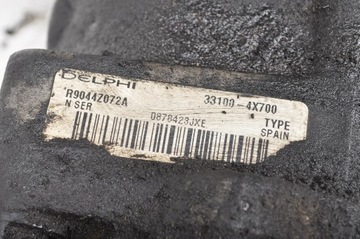 DELPHI
R9044Z072A 33100-4X700
N SER TYPE
0878423JXE SPAIN